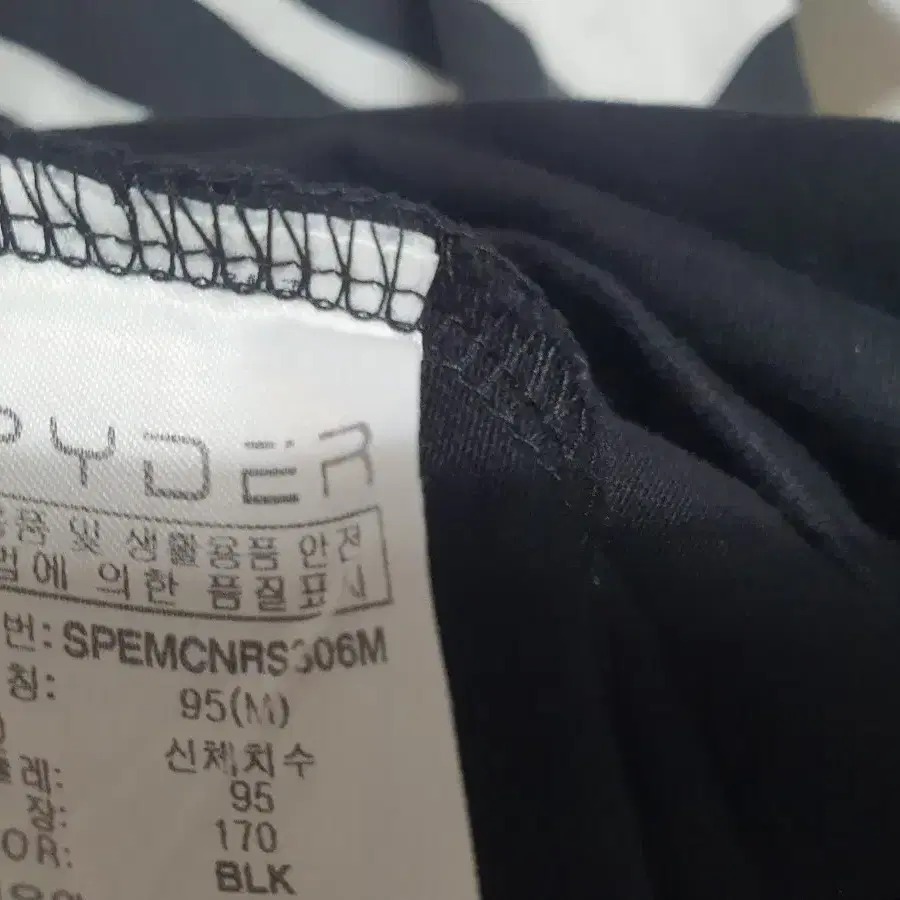 PYDER
용품 및 생활용품 안전
법에 의한 품질표시
번: SPEMCNRS306M
칭: 95(M)
신체치수
레: 95
장: 170
OR: BLK